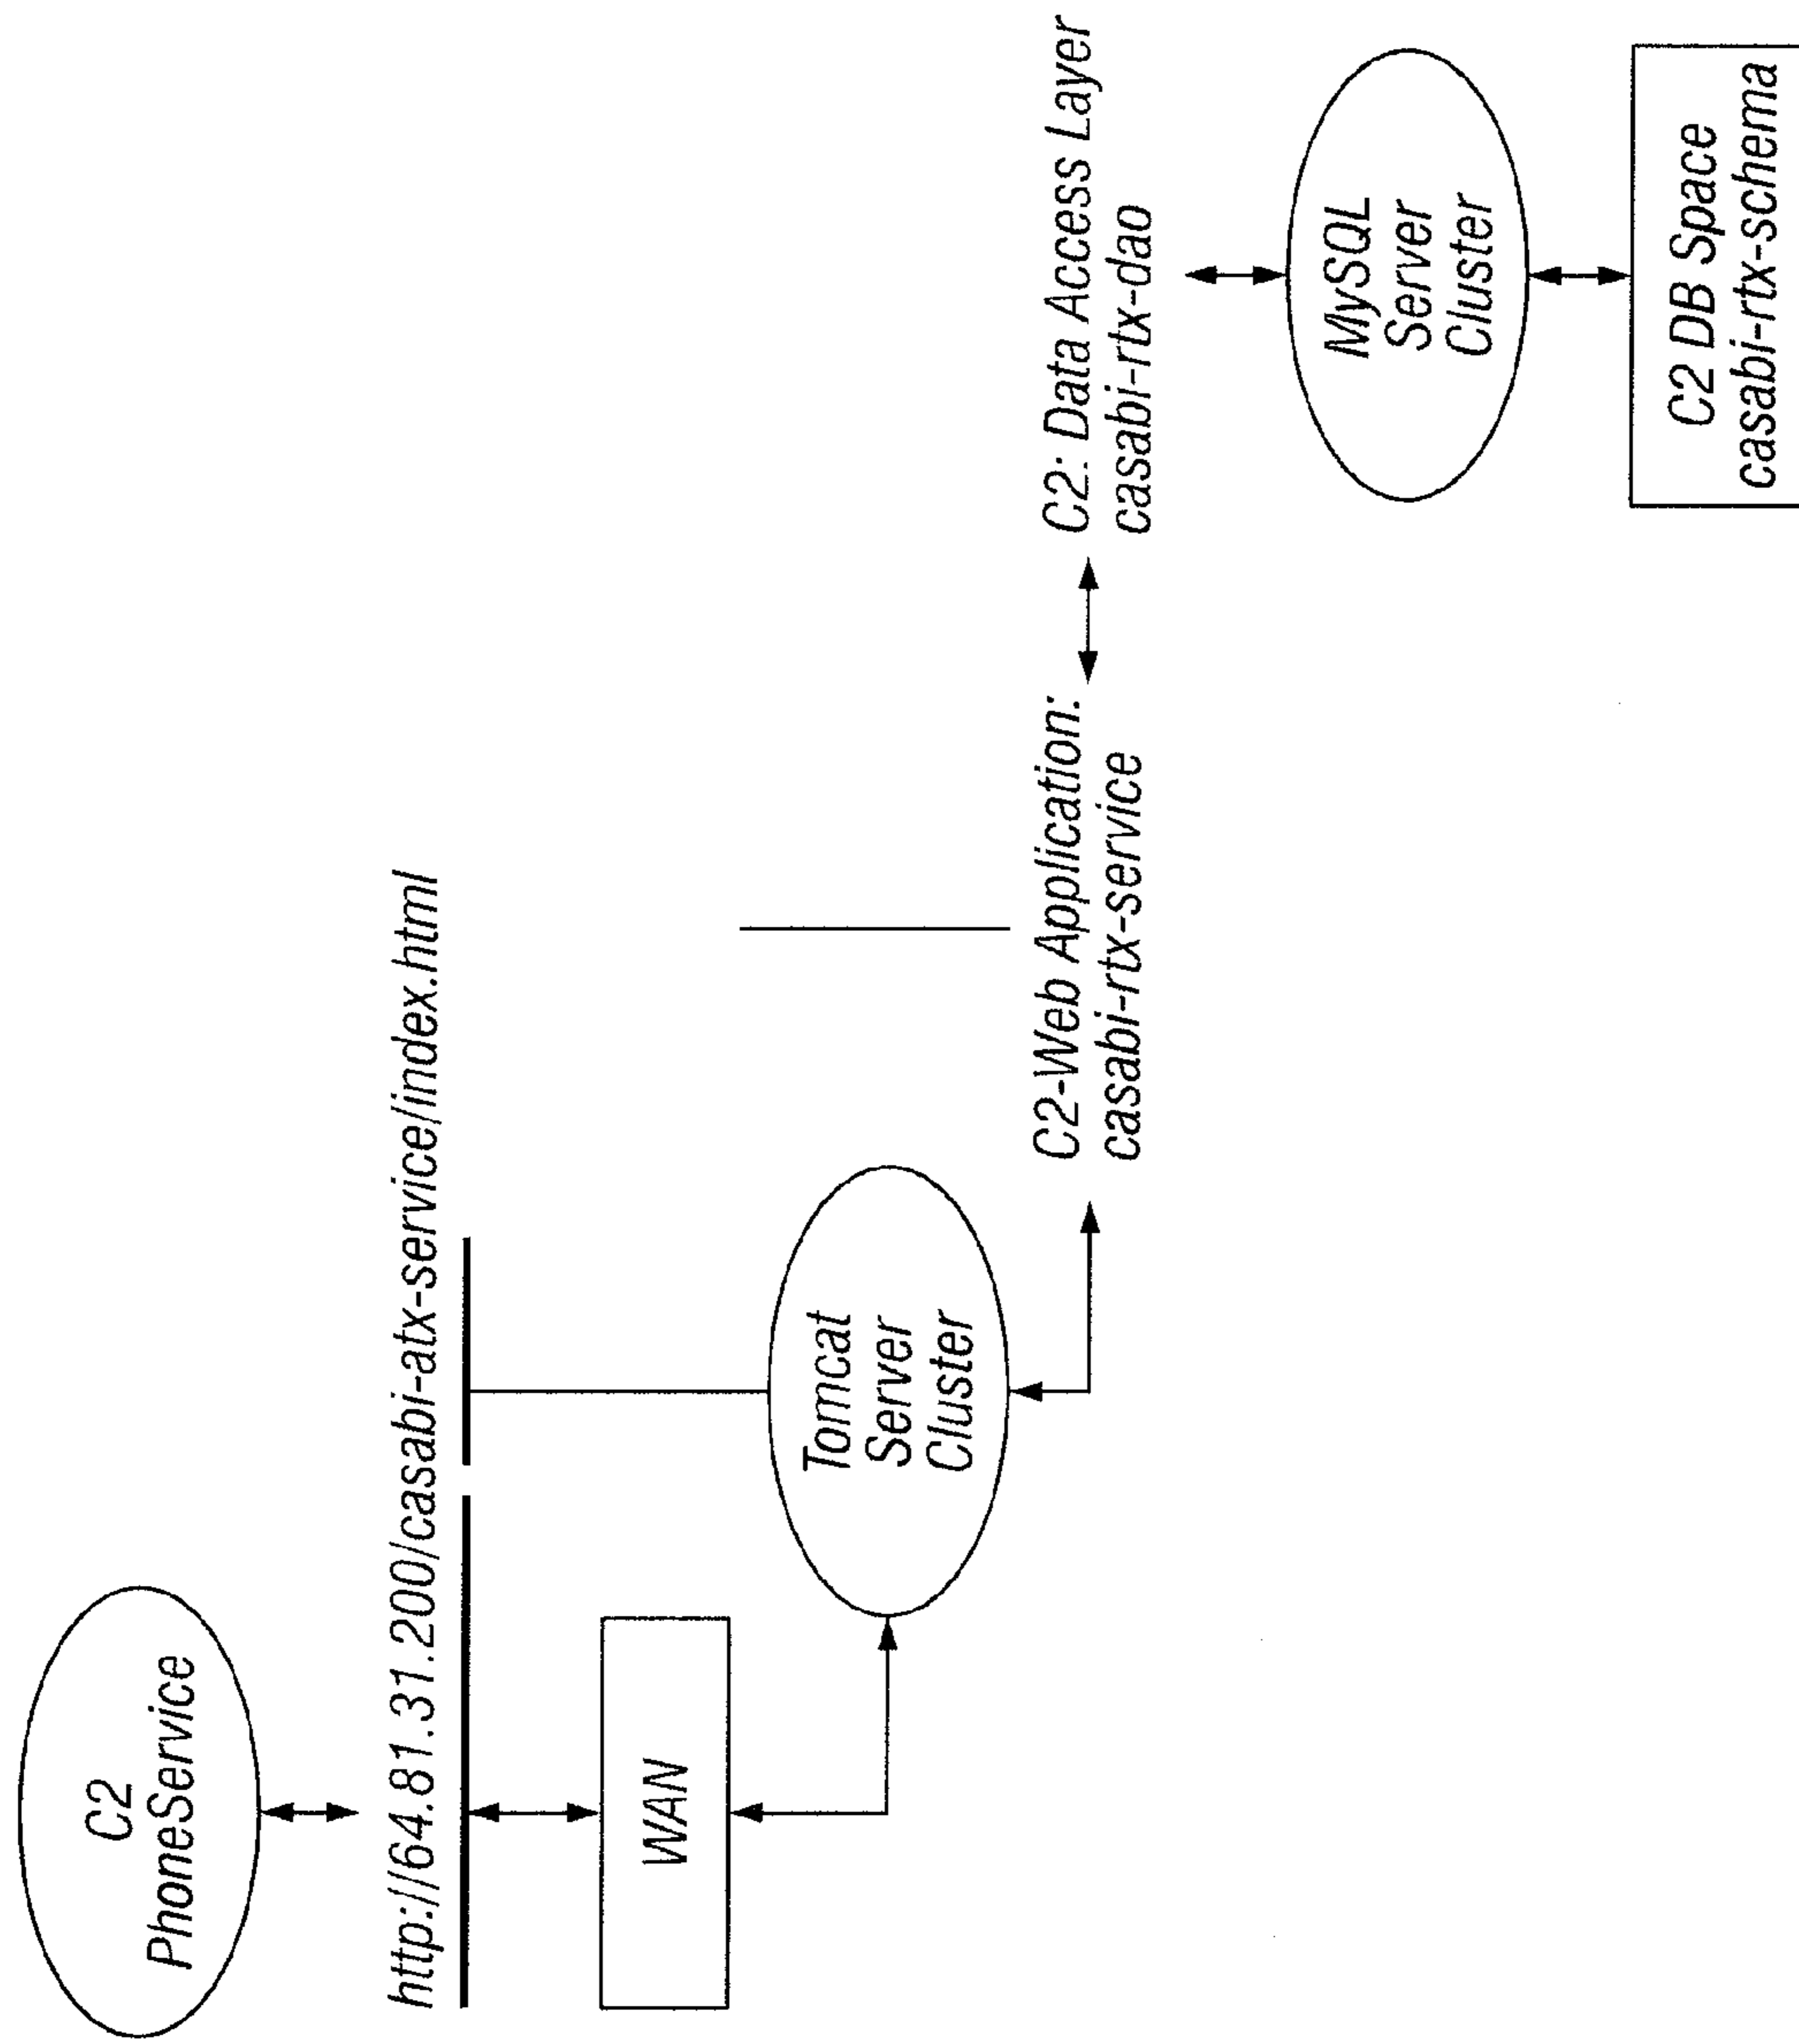 C2
PhoneService
http://64.81.31.200/casabi-atx-service/index.html
WAN
Tomcat
Server
Cluster
C2-Web Application:
casabi-rtx-service
C2: Data Access Layer
casabi-rtx-dao
MySQL
Server
Cluster
C2 DB Space
casabi-rtx-schema